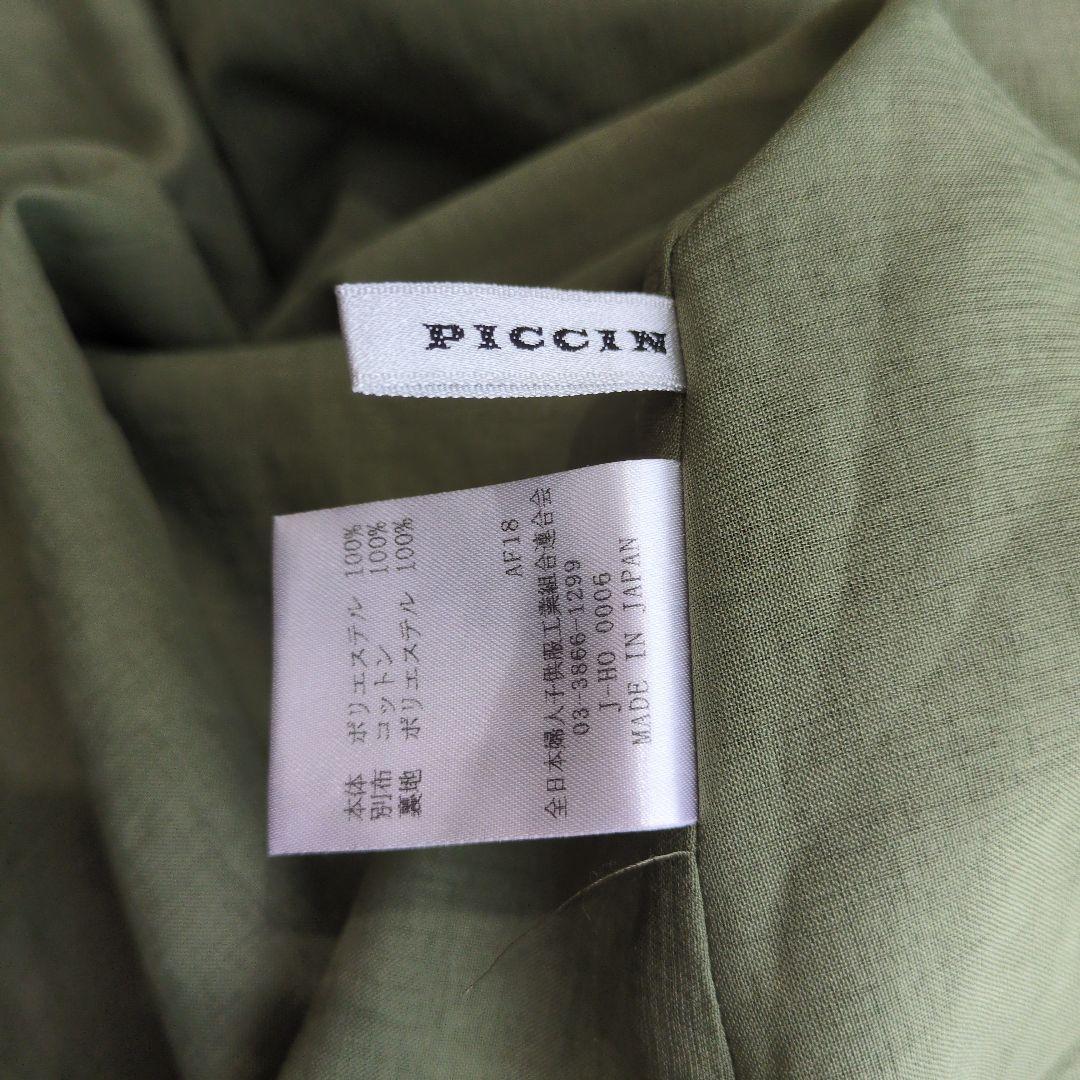 PICCIN
本体 ポリエステル 100%
別布 コットン 100%
裏地 ポリエステル 100%
AF18
全日本婦人子供服工業組合連合会
03-3866-1299
J-HO 0006
MADE IN JAPAN